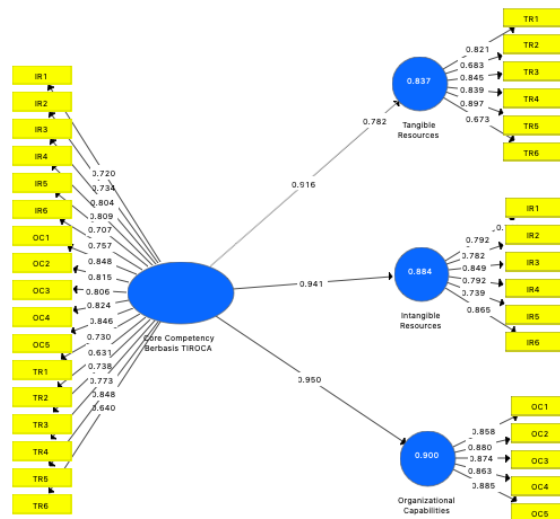 IR1
IR2
IR3
IR4
IR5
IR6
OC1
OC2
OC3
OC4
OC5
TR1
TR2
TR3
TR4
TR5
TR6
0.720
0.734
0.804
0.809
0.707
0.757
0.848
0.815
0.806
0.824
0.846
0.730
0.631
0.738
0.773
0.848
0.640
Core Competency
Berbasis TIROCA
0.916
0.782
0.941
0.950
0.837
Tangible
Resources
0.821
0.683
0.845
0.839
0.897
0.673
TR1
TR2
TR3
TR4
TR5
TR6
0.884
Intangible
Resources
0.792
0.782
0.849
0.792
0.739
0.865
IR1
IR2
IR3
IR4
IR5
IR6
0.900
Organizational
Capabilities
0.858
0.880
0.874
0.863
0.885
OC1
OC2
OC3
OC4
OC5